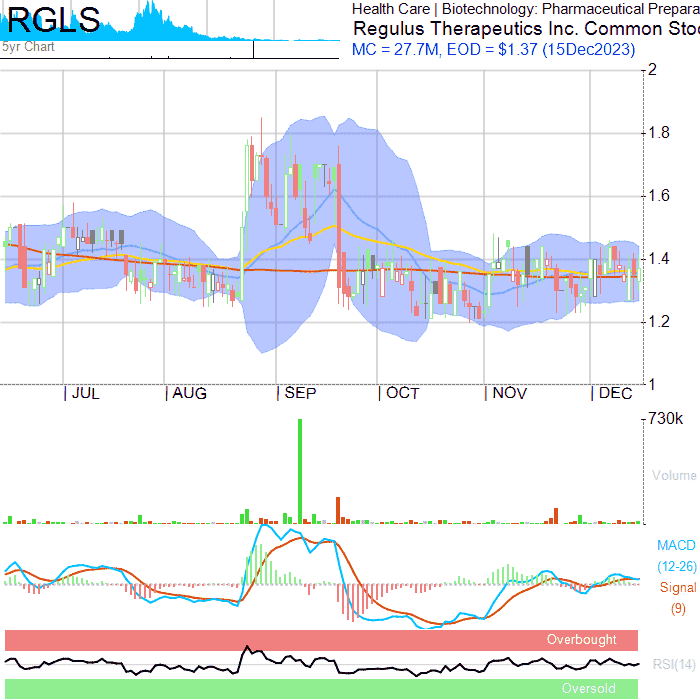 RGLS
5yr Chart
Health Care | Biotechnology: Pharmaceutical Prepara
Regulus Therapeutics Inc. Common Stoc
MC = 27.7M, EOD = $1.37 (15Dec2023)
2
1.8
1.6
1.4
1.2
1
JUL
AUG
SEP
OCT
NOV
DEC
730k
Volume
MACD
(12-26)
Signal
(9)
Overbought
RSI(14)
Oversold